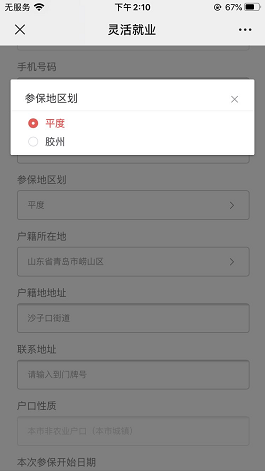 无服务 下午 2:10 67%
灵活就业
手机号码
参保地区划
平度
胶州
参保地区划
平度
户籍所在地
山东省青岛市崂山区
户籍地地址
沙子口街道
联系地址
请输入到门牌号
户口性质
本市非农业户口（本市城镇）
本次参保开始日期